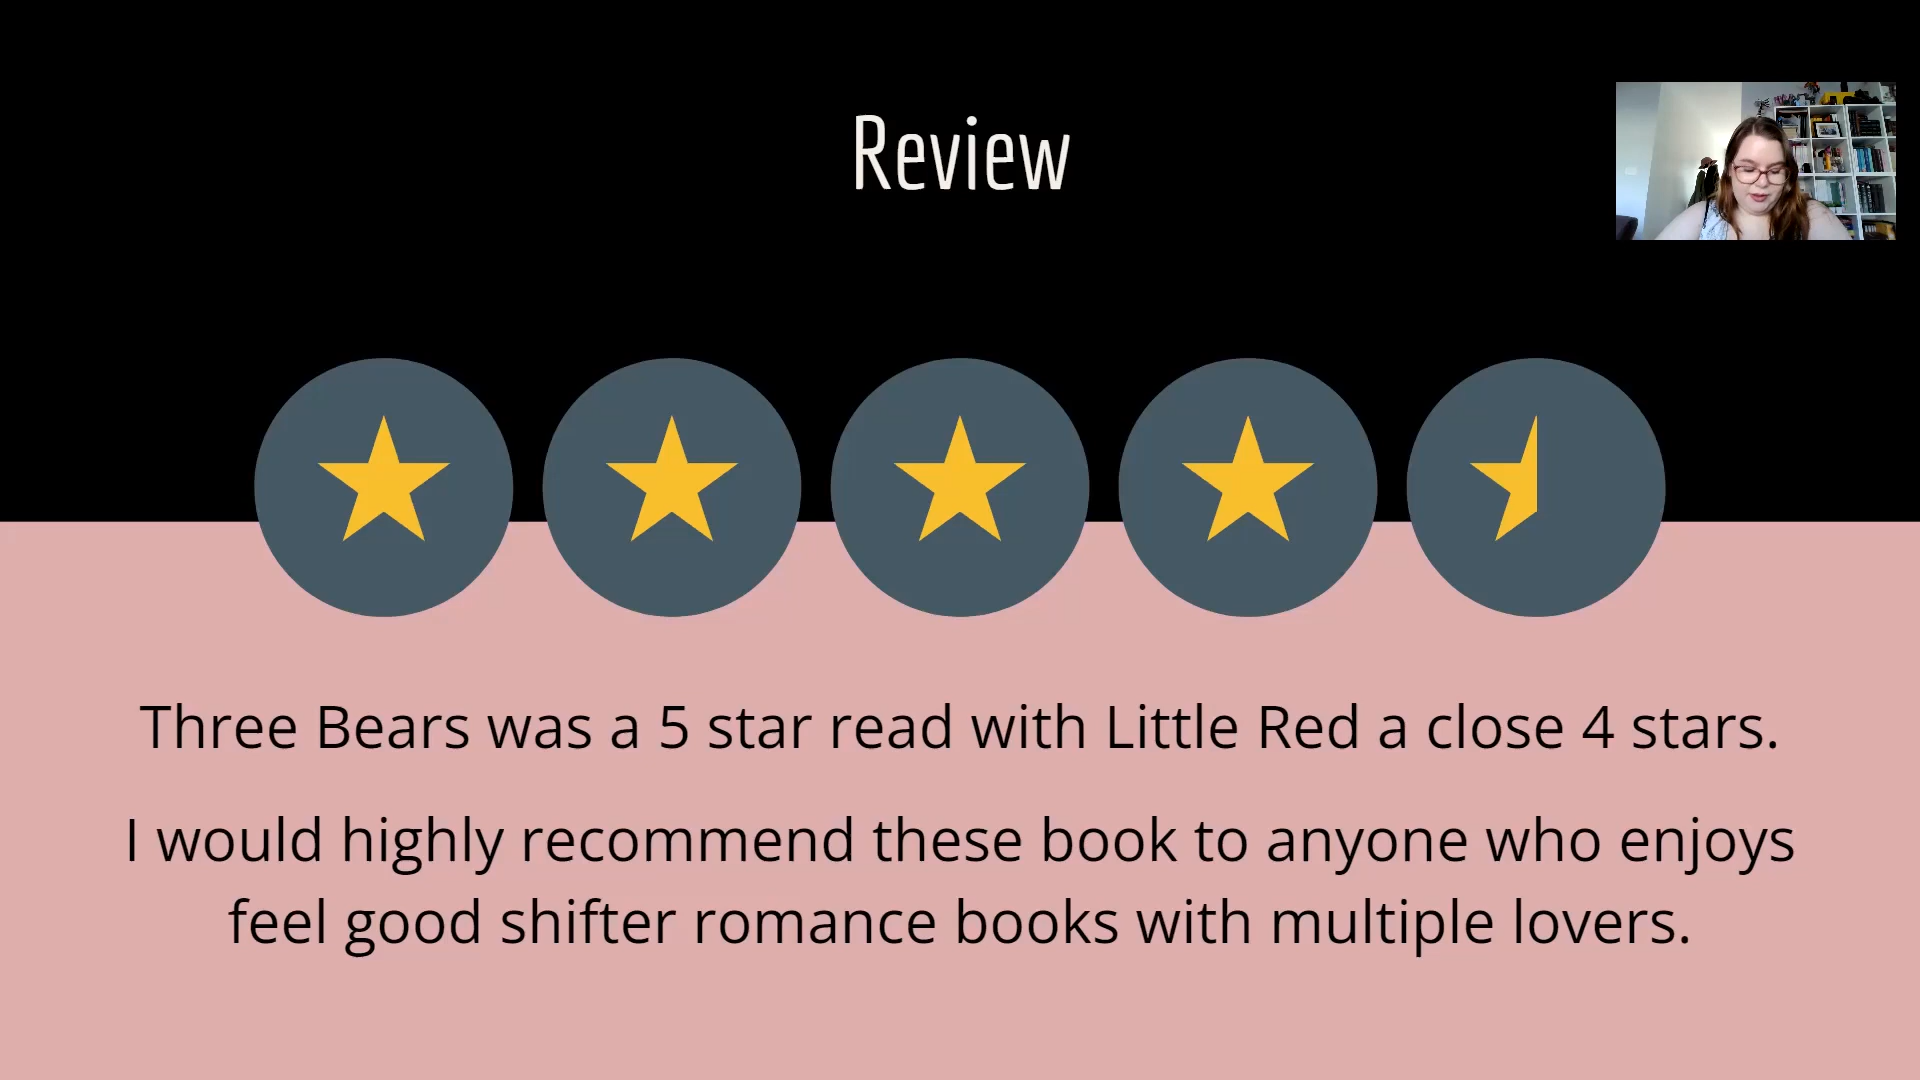 Review
Three Bears was a 5 star read with Little Red a close 4 stars.
I would highly recommend these book to anyone who enjoys
feel good shifter romance books with multiple lovers.